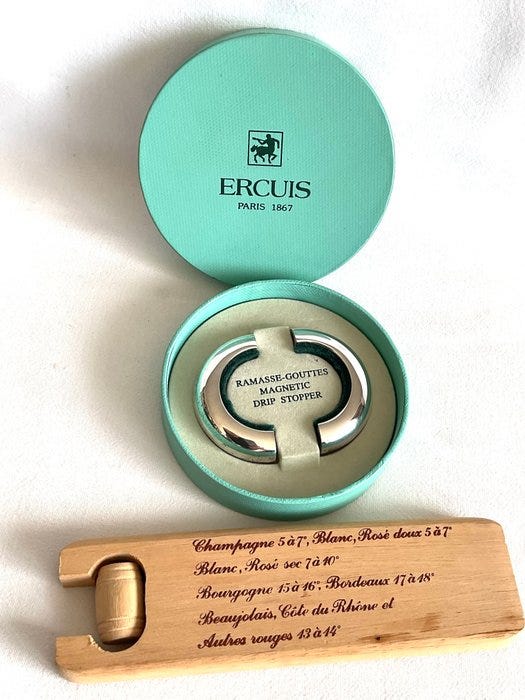 ERCUIS
PARIS 1867
RAMASSE-GOUTTES
MAGNETIC
DRIP STOPPER
Champagne 5 à 7°, Blanc, Rosé doux 5 à 7°
Blanc, Rosé sec 7 à 10°
Bourgogne 15 à 16°, Bordeaux 17 à 18°
Beaujolais, Côte du Rhône et
Autres rouges 13 à 14°